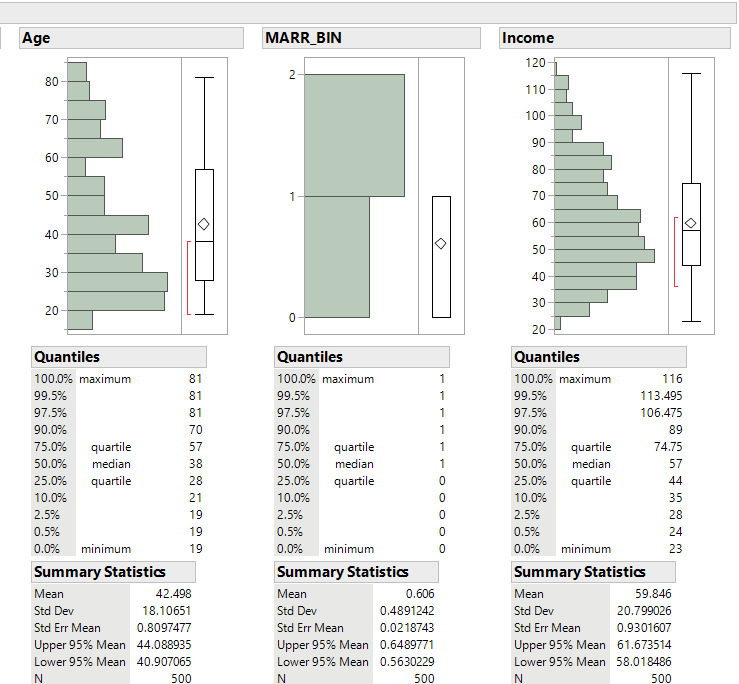 Age
80
70
60
50
40
30
20
Quantiles
100.0% maximum 81
99.5% 81
97.5% 81
90.0% 70
75.0% quartile 57
50.0% median 38
25.0% quartile 28
10.0% 21
2.5% 19
0.5% 19
0.0% minimum 19
Summary Statistics
Mean 42.498
Std Dev 18.10651
Std Err Mean 0.8097477
Upper 95% Mean 44.088935
Lower 95% Mean 40.907065
N 500
MARR_BIN
2
1
0
Quantiles
100.0% maximum 1
99.5% 1
97.5% 1
90.0% 1
75.0% quartile 1
50.0% median 1
25.0% quartile 0
10.0% 0
2.5% 0
0.5% 0
0.0% minimum 0
Summary Statistics
Mean 0.606
Std Dev 0.4891242
Std Err Mean 0.0218743
Upper 95% Mean 0.6489771
Lower 95% Mean 0.5630229
N 500
Income
120
110
100
90
80
70
60
50
40
30
20
Quantiles
100.0% maximum 116
99.5% 113.495
97.5% 106.475
90.0% 89
75.0% quartile 74.75
50.0% median 57
25.0% quartile 44
10.0% 35
2.5% 28
0.5% 24
0.0% minimum 23
Summary Statistics
Mean 59.846
Std Dev 20.799026
Std Err Mean 0.9301607
Upper 95% Mean 61.673514
Lower 95% Mean 58.018486
N 500